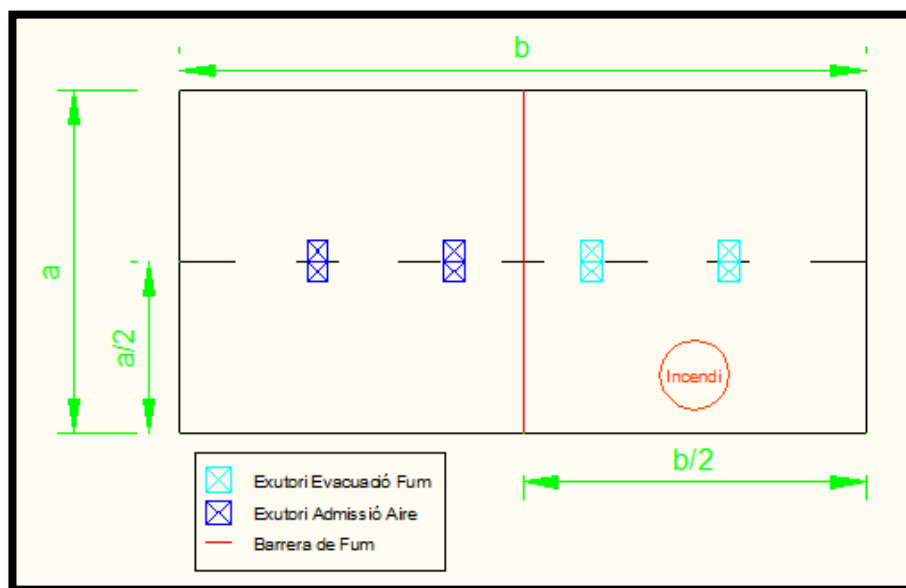 b
a
a/2
Incendi
b/2
Exutori Evacuació Fum
Exutori Admissió Aire
Barrera de Fum